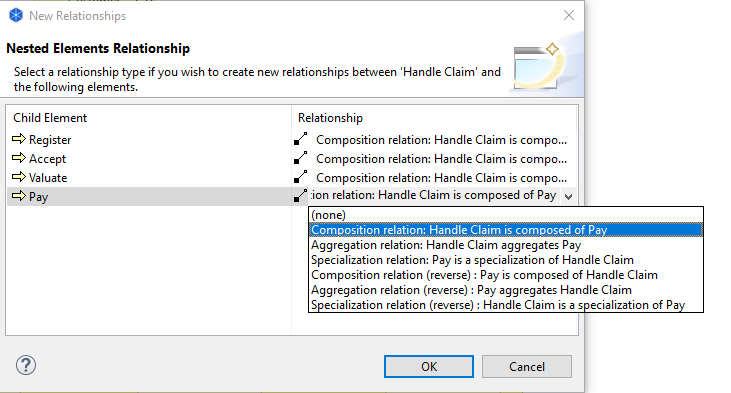 New Relationships
Nested Elements Relationship
Select a relationship type if you wish to create new relationships between 'Handle Claim' and
the following elements.
Child Element Relationship
Register Composition relation: Handle Claim is compo...
Accept Composition relation: Handle Claim is compo...
Valuate Composition relation: Handle Claim is compo...
Pay ion relation: Handle Claim is composed of Pay
(none)
Composition relation: Handle Claim is composed of Pay
Aggregation relation: Handle Claim aggregates Pay
Specialization relation: Pay is a specialization of Handle Claim
Composition relation (reverse) : Pay is composed of Handle Claim
Aggregation relation (reverse) : Pay aggregates Handle Claim
Specialization relation (reverse) : Handle Claim is a specialization of Pay
? OK Cancel